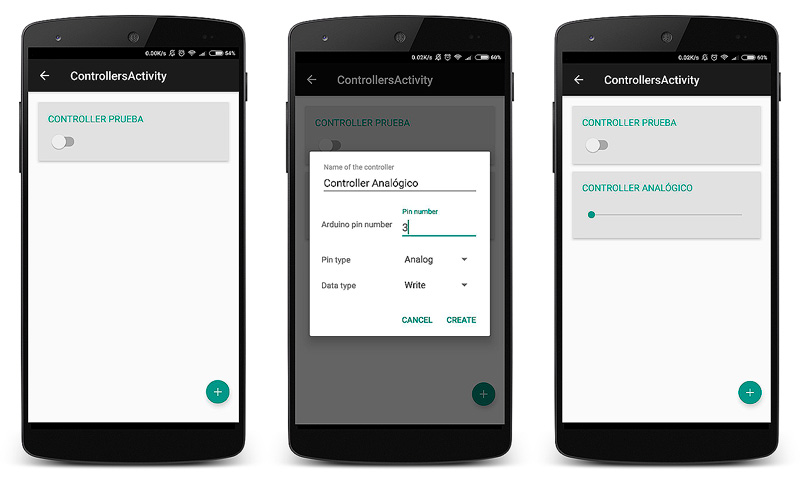 0.00K/s 54%
ControllersActivity
CONTROLLER PRUEBA
0.02K/s 60%
ControllersActivity
CONTROLLER PRUEBA
Name of the controller
Controller Analógico
Pin number
Arduino pin number 3
Pin type Analog
Data type Write
CANCEL CREATE
0.02K/s 60%
ControllersActivity
CONTROLLER PRUEBA
CONTROLLER ANALÓGICO